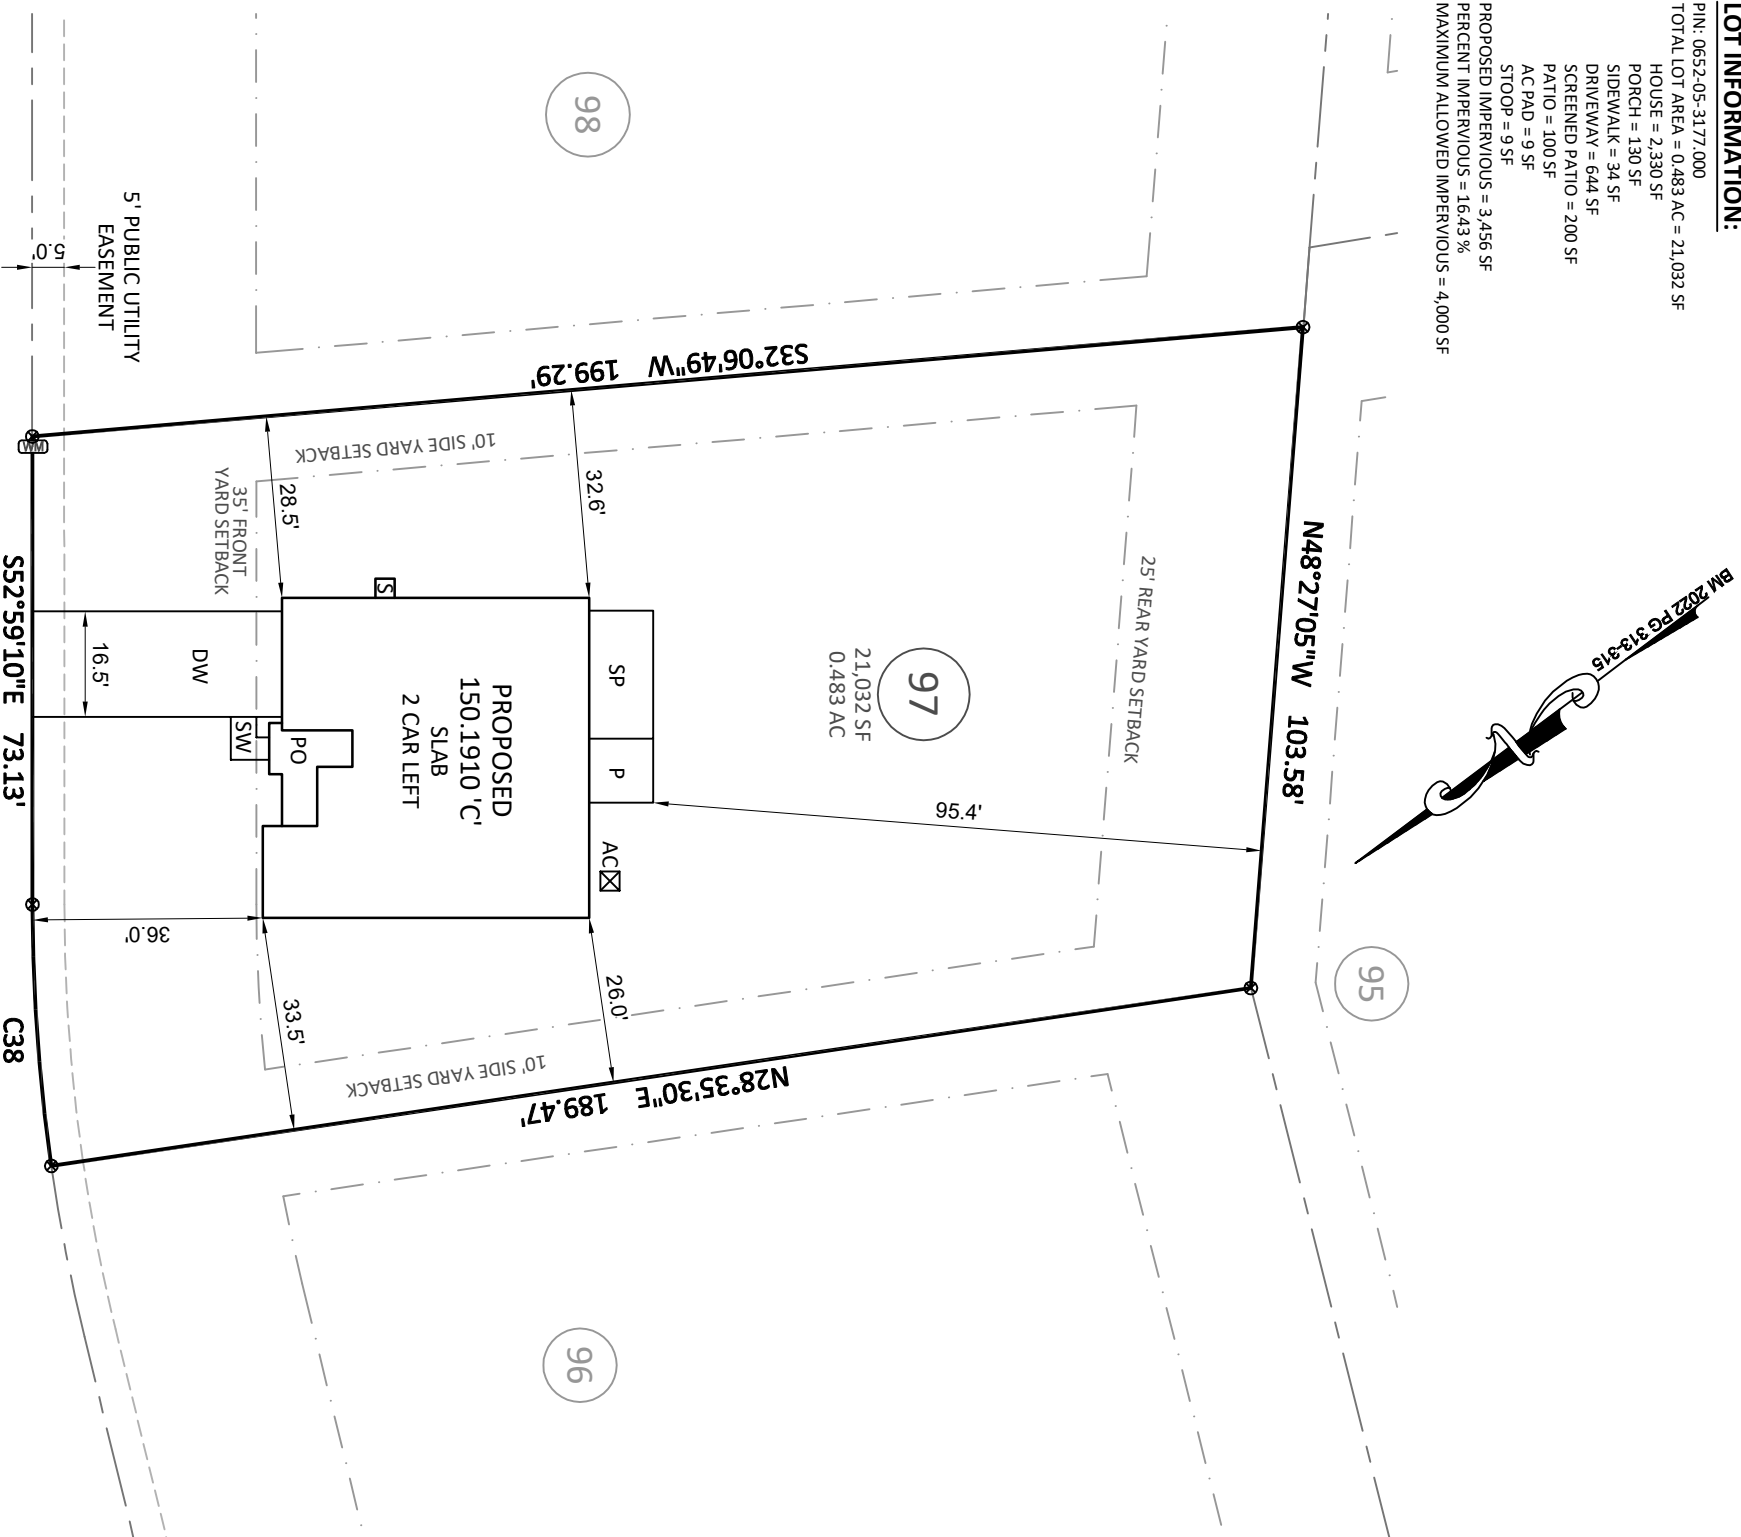 LOT INFORMATION:
PIN: 0652-05-3177.000
TOTAL LOT AREA = 0.483 AC = 21,032 SF
HOUSE = 2,330 SF
PORCH = 130 SF
SIDEWALK = 34 SF
DRIVEWAY = 644 SF
SCREENED PATIO = 200 SF
PATIO = 100 SF
AC PAD = 9 SF
STOOP = 9 SF
PROPOSED IMPERVIOUS = 3,456 SF
PERCENT IMPERVIOUS = 16.43 %
MAXIMUM ALLOWED IMPERVIOUS = 4,000 SF
BM 2022 PG 313-315
95
N48°27'05"W 103.58'
25' REAR YARD SETBACK
97
21,032 SF
0.483 AC
95.4'
98
S32°06'49"W 199.29'
10' SIDE YARD SETBACK
32.6'
28.5'
SP
P
AC
26.0'
33.5'
PROPOSED
150.1910 'C'
SLAB
2 CAR LEFT
S
PO
SW
DW
16.5'
35' FRONT
YARD SETBACK
36.0'
10' SIDE YARD SETBACK
N28°35'30"E 189.47'
96
5' PUBLIC UTILITY
EASEMENT
5.0'
WM
S52°59'10"E 73.13'
C38